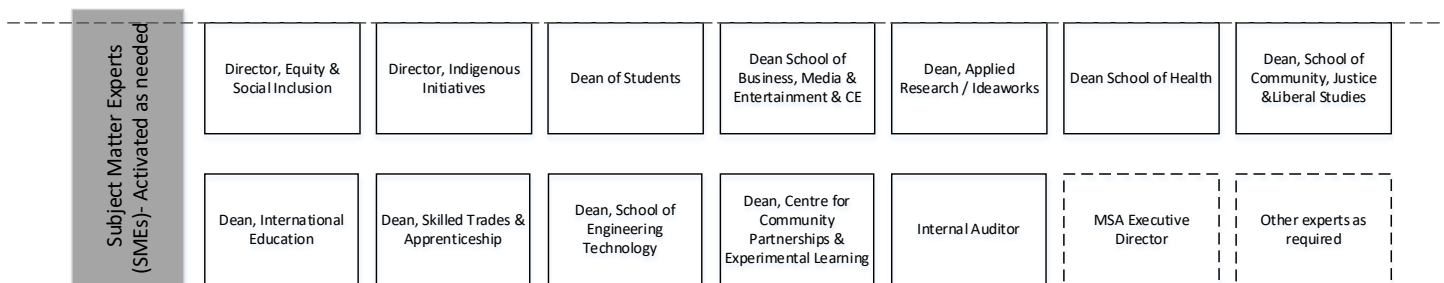 Subject Matter Experts
(SMEs)- Activated as needed
Director, Equity &
Social Inclusion
Director, Indigenous
Initiatives
Dean of Students
Dean School of
Business, Media &
Entertainment & CE
Dean, Applied
Research / Ideaworks
Dean School of Health
Dean, School of
Community, Justice
&Liberal Studies
Dean, International
Education
Dean, Skilled Trades &
Apprenticeship
Dean, School of
Engineering
Technology
Dean, Centre for
Community
Partnerships &
Experimental Learning
Internal Auditor
MSA Executive
Director
Other experts as
required